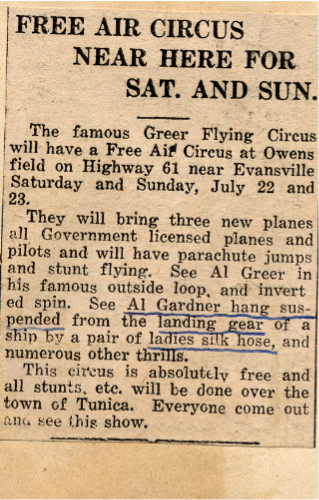 FREE AIR CIRCUS
NEAR HERE FOR
SAT. AND SUN.
The famous Greer Flying Circus
will have a Free Air Circus at Owens
field on Highway 61 near Evansville
Saturday and Sunday, July 22 and
23.
They will bring three new planes
all Government licensed planes and
pilots and will have parachute jumps
and stunt flying. See Al Greer in
his famous outside loop, and invert
ed spin. See Al Gardner hang sus-
pended from the landing gear of a
ship by a pair of ladies silk hose, and
numerous other thrills.
This circus is absolutely free and
all stunts, etc. will be done over the
town of Tunica. Everyone come out
and see this show.